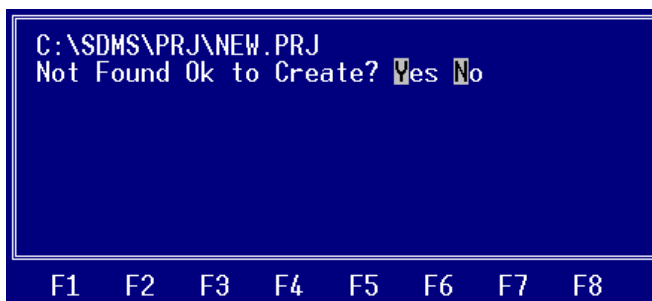 C:\SDMS\PRJ\NEW.PRJ
Not Found Ok to Create? Yes No
F1 F2 F3 F4 F5 F6 F7 F8